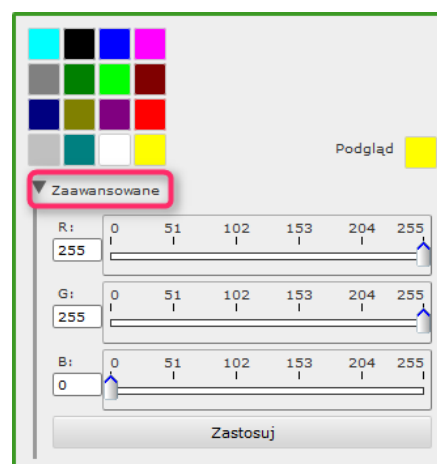 Podgląd
Zaawansowane
R:
0 51 102 153 204 255
255
G:
0 51 102 153 204 255
255
B:
0 51 102 153 204 255
0
Zastosuj